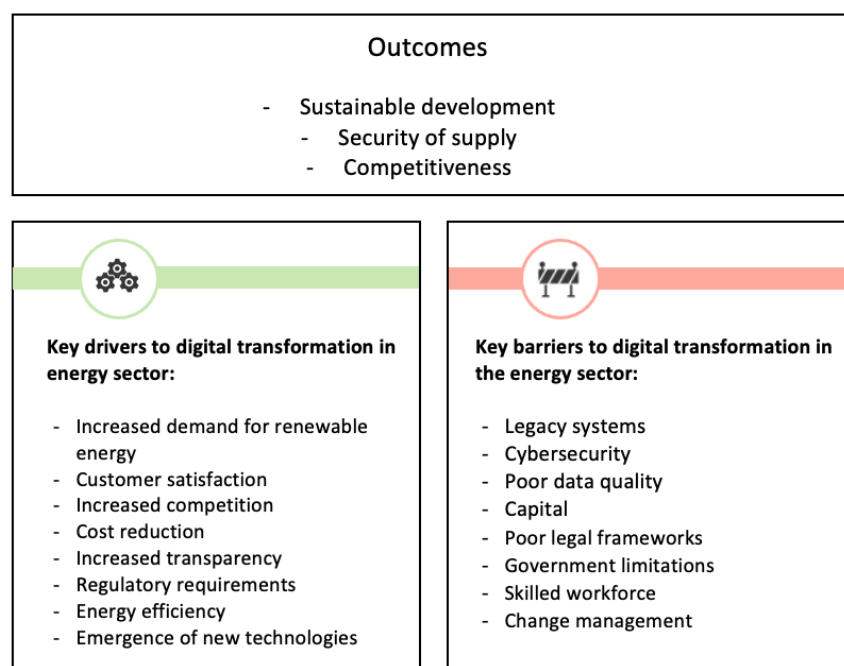 Outcomes
- Sustainable development
- Security of supply
- Competitiveness
Key drivers to digital transformation in
energy sector:
- Increased demand for renewable
energy
- Customer satisfaction
- Increased competition
- Cost reduction
- Increased transparency
- Regulatory requirements
- Energy efficiency
- Emergence of new technologies
Key barriers to digital transformation in
the energy sector:
- Legacy systems
- Cybersecurity
- Poor data quality
- Capital
- Poor legal frameworks
- Government limitations
- Skilled workforce
- Change management